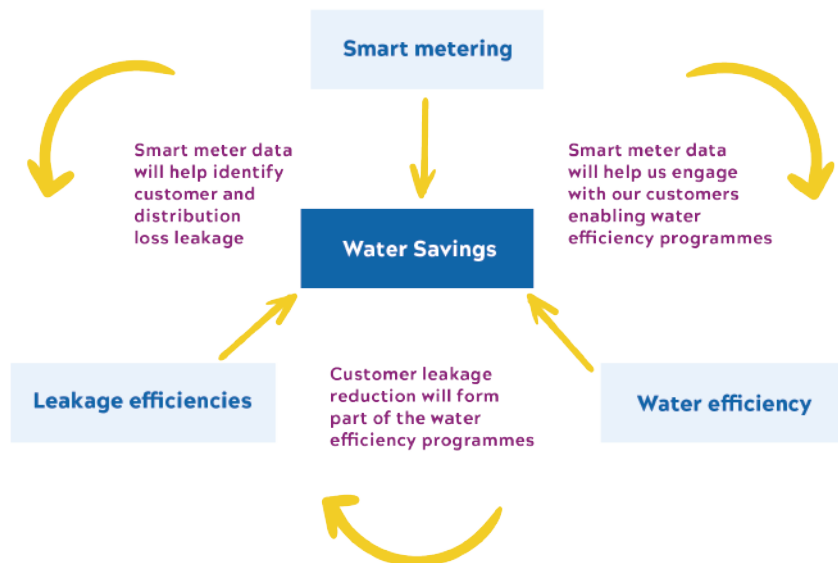 Smart metering
Smart meter data
will help identify
customer and
distribution
loss leakage
Smart meter data
will help us engage
with our customers
enabling water
efficiency programmes
Water Savings
Leakage efficiencies
Customer leakage
reduction will form
part of the water
efficiency programmes
Water efficiency